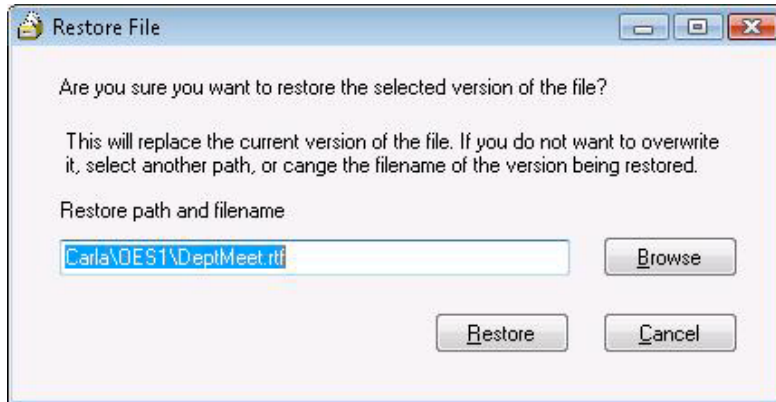 Restore File
Are you sure you want to restore the selected version of the file?
This will replace the current version of the file. If you do not want to overwrite
it, select another path, or cange the filename of the version being restored.
Restore path and filename
Carla\OES1\DeptMeet.rtf
Browse
Restore
Cancel